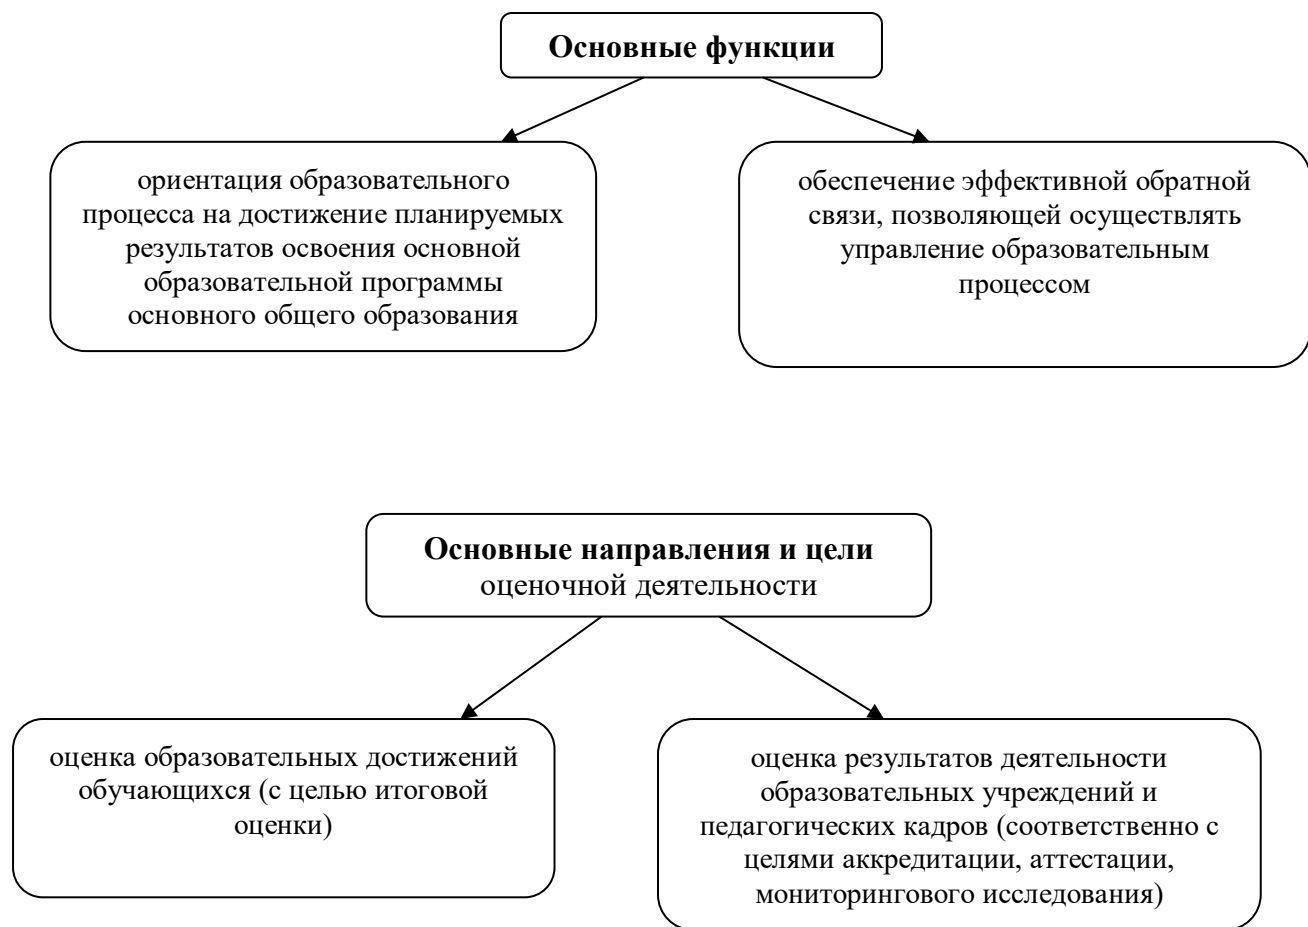 Основные функции
ориентация образовательного
процесса на достижение планируемых
результатов освоения основной
образовательной программы
основного общего образования
обеспечение эффективной обратной
связи, позволяющей осуществлять
управление образовательным
процессом
Основные направления и цели
оценочной деятельности
оценка образовательных достижений
обучающихся (с целью итоговой
оценки)
оценка результатов деятельности
образовательных учреждений и
педагогических кадров (соответственно с
целями аккредитации, аттестации,
мониторингового исследования)